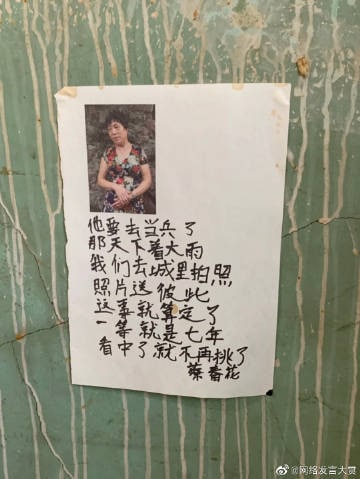 他要去当兵了
那天下着大雨
我们去城里拍照
照片送彼此
这事就算定了
一等就是七年
看中了就不再挑了
蔡春花
@网络发言大赏